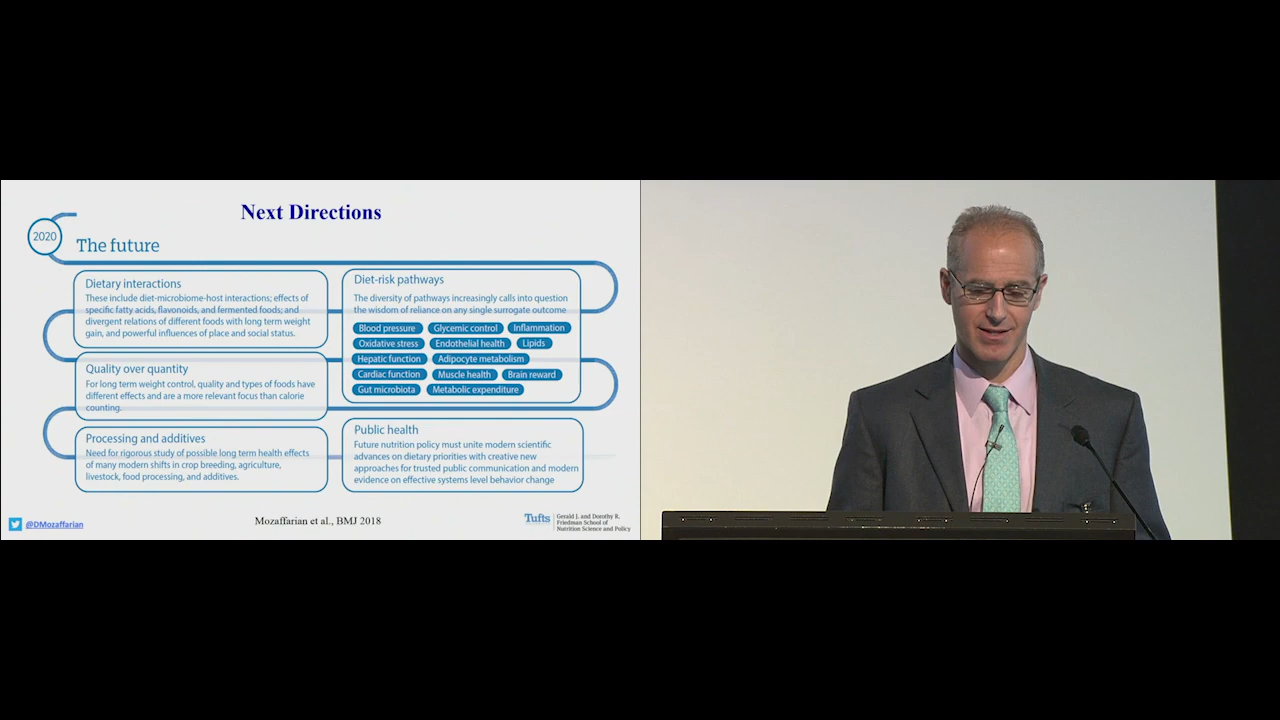 Next Directions
2020
The future
Dietary interactions
These include diet-microbiome-host interactions; effects of
specific fatty acids, flavonoids, and fermented foods; and
divergent relations of different foods with long term weight
gain, and powerful influences of place and social status.
Quality over quantity
For long term weight control, quality and types of foods have
different effects and are a more relevant focus than calorie
counting.
Processing and additives
Need for rigorous study of possible long term health effects
of many modern shifts in crop breeding, agriculture,
livestock, food processing, and additives.
Diet-risk pathways
The diversity of pathways increasingly calls into question
the wisdom of reliance on any single surrogate outcome
Blood pressure Glycemic control Inflammation
Oxidative stress Endothelial health Lipids
Hepatic function Adipocyte metabolism
Cardiac function Muscle health Brain reward
Gut microbiota Metabolic expenditure
Public health
Future nutrition policy must unite modern scientific
advances on dietary priorities with creative new
approaches for trusted public communication and modern
evidence on effective systems level behavior change
@DMozaffarian
Mozaffarian et al., BMJ 2018
Tufts
Gerald J. and Dorothy R.
Friedman School of
Nutrition Science and Policy